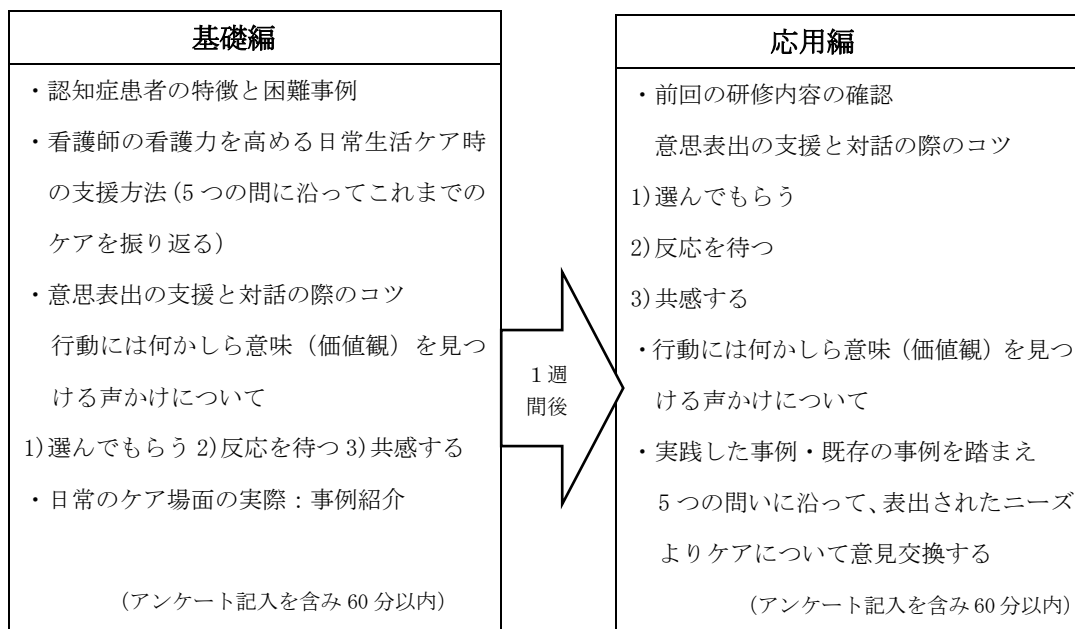 基礎編
・認知症患者の特徴と困難事例
・看護師の看護力を高める日常生活ケア時
の支援方法(5つの問に沿ってこれまでの
ケアを振り返る)
・意思表出の支援と対話の際のコツ
行動には何かしら意味（価値観）を見つ
ける声かけについて
1)選んでもらう 2)反応を待つ 3)共感する
・日常のケア場面の実際：事例紹介
(アンケート記入を含み 60 分以内)
1週
間後
応用編
・前回の研修内容の確認
意思表出の支援と対話の際のコツ
1)選んでもらう
2)反応を待つ
3)共感する
・行動には何かしら意味（価値観）を見つ
ける声かけについて
・実践した事例・既存の事例を踏まえ
5つの問いに沿って、表出されたニーズ
よりケアについて意見交換する
(アンケート記入を含み 60 分以内)